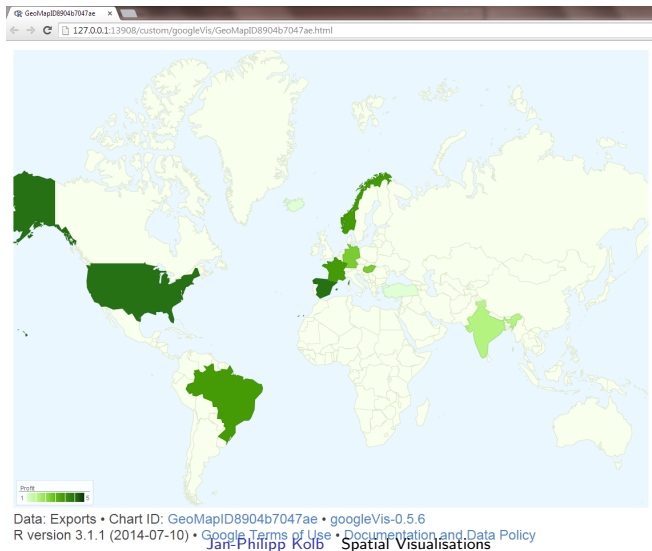 GeoMapID8904b7047ae
127.0.0.1:13908/custom/googleVis/GeoMapID8904b7047ae.html
Profit
1 5
Data: Exports • Chart ID: GeoMapID8904b7047ae • googleVis-0.5.6
R version 3.1.1 (2014-07-10) • Google Terms of Use • Documentation and Data Policy
Jan-Philipp Kolb Spatial Visualisations